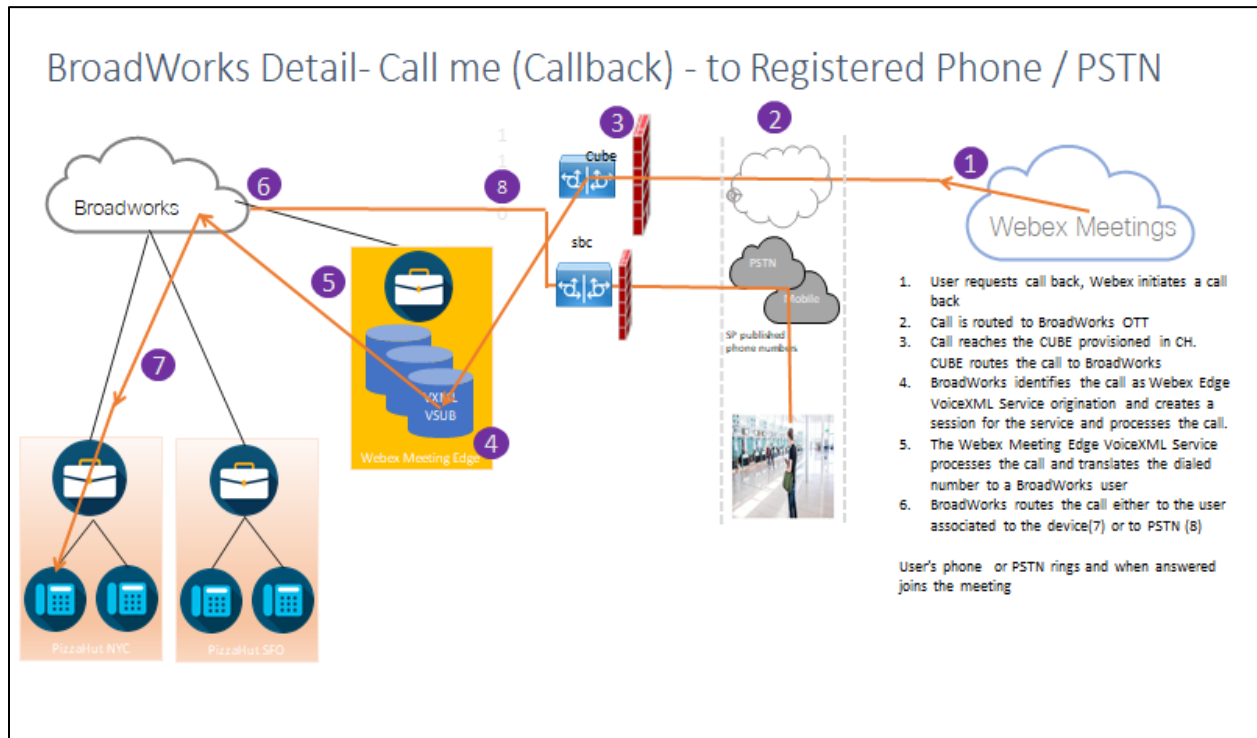 BroadWorks Detail- Call me (Callback) - to Registered Phone / PSTN
3
2
1
1
1
0
Cube
6
8
Broadworks
Webex Meetings
sbc
PSTN
Mobile
5
SP published
phone numbers
7
VXML
VSUB
4
Webex Meeting Edge
PizzaHut NYC
PizzaHut SFO
1. User requests call back, Webex initiates a call
back
2. Call is routed to BroadWorks OTT
3. Call reaches the CUBE provisioned in CH.
CUBE routes the call to BroadWorks
4. BroadWorks identifies the call as Webex Edge
VoiceXML Service origination and creates a
session for the service and processes the call.
5. The Webex Meeting Edge VoiceXML Service
processes the call and translates the dialed
number to a BroadWorks user
6. BroadWorks routes the call either to the user
associated to the device(7) or to PSTN (8)
User's phone or PSTN rings and when answered
joins the meeting